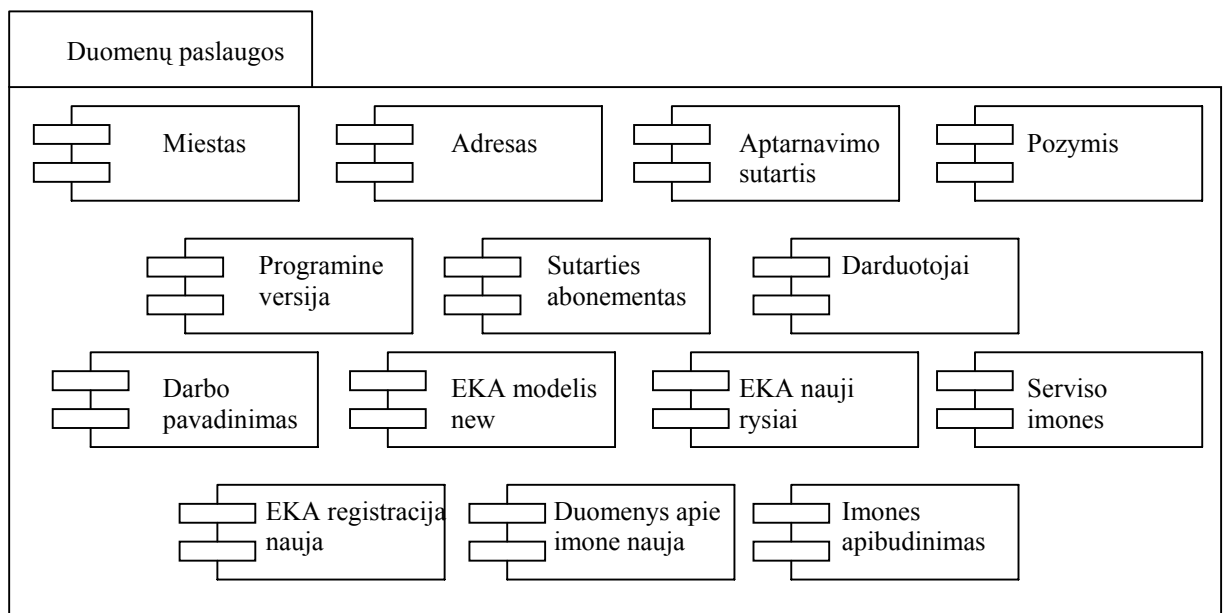 Duomenų paslaugos
Miestas
Adresas
Aptarnavimo
sutartis
Pozymis
Programine
versija
Sutarties
abonementas
Darduotojai
Darbo
pavadinimas
EKA modelis
new
EKA nauji
rysiai
Serviso
imones
EKA registracija
nauja
Duomenys apie
imone nauja
Imones
apibudinimas